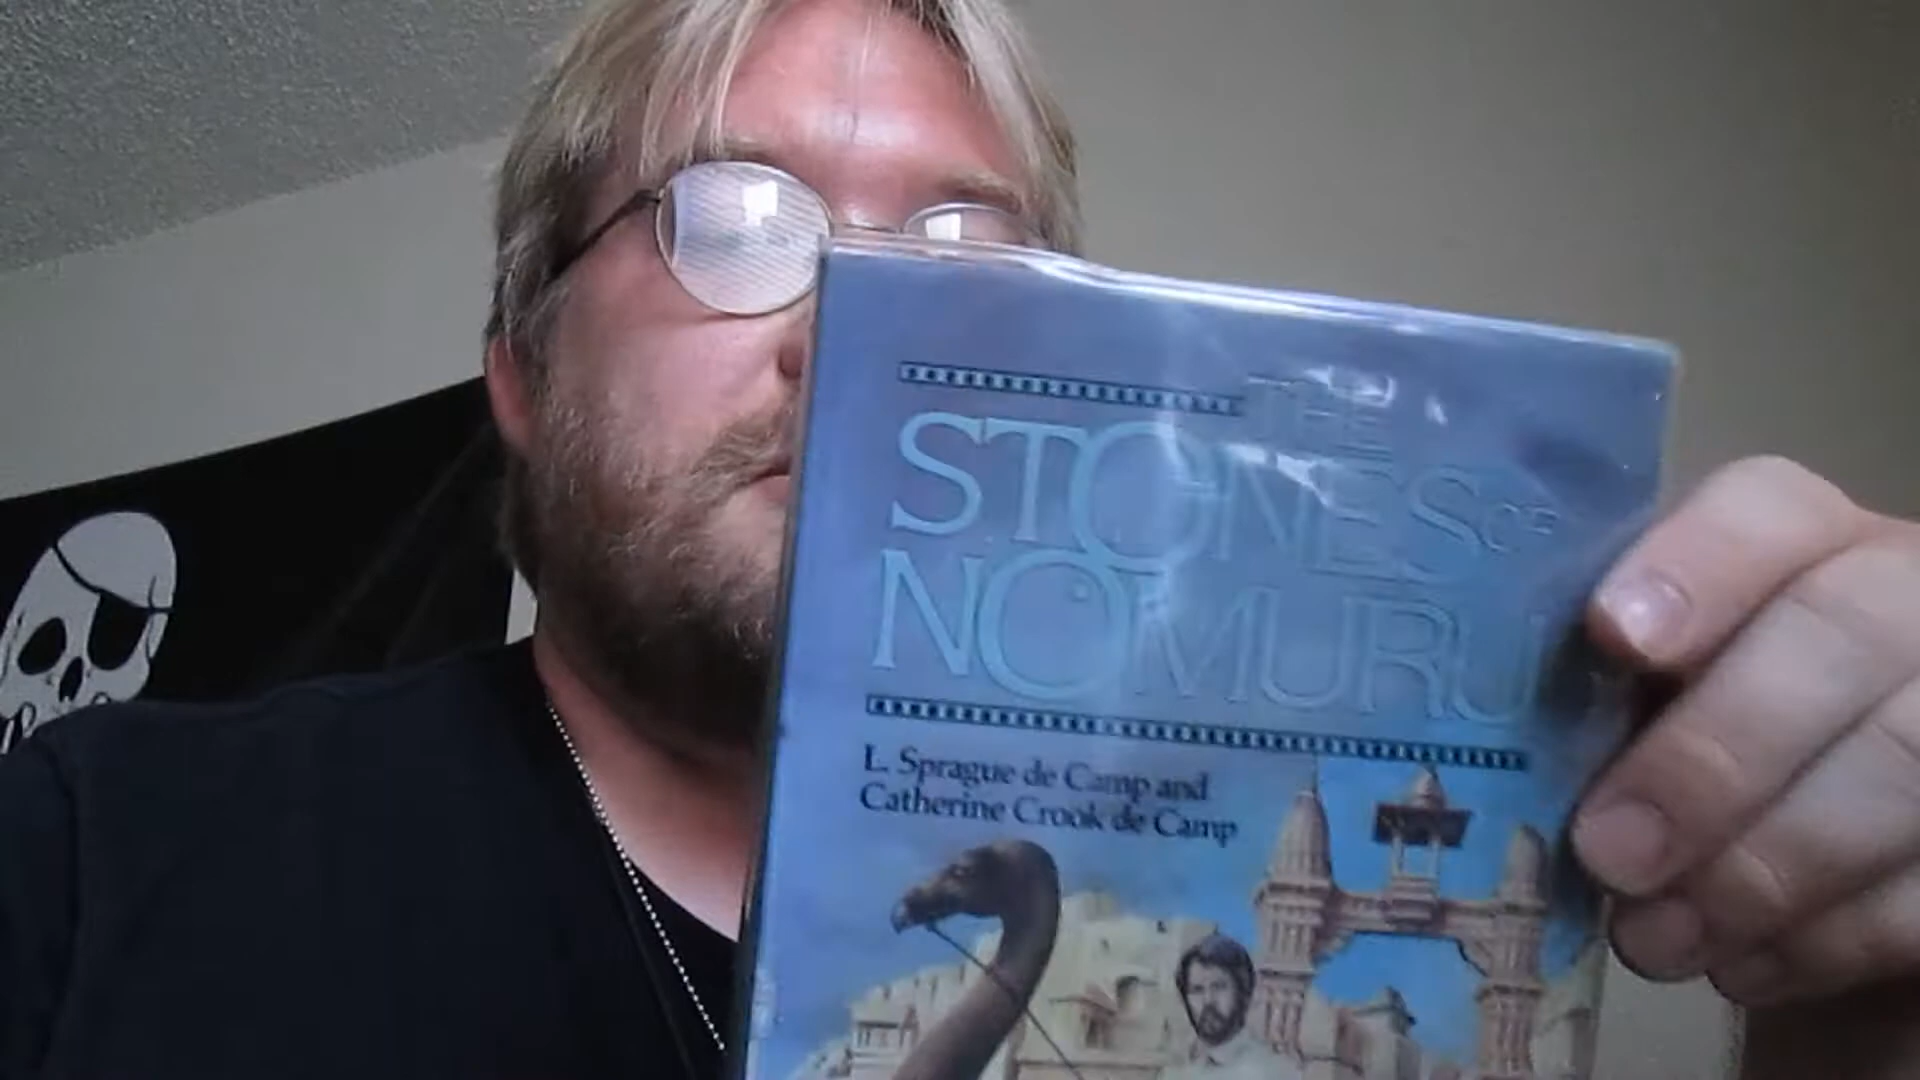 THE
STONES OF
NOMURU
L. Sprague de Camp and
Catherine Crook de Camp